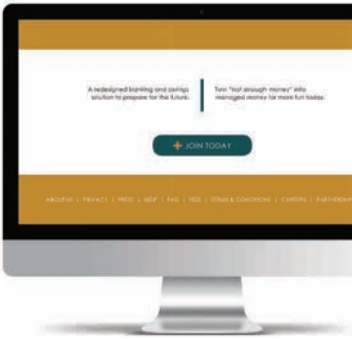 A redesigned banking and savings
solution to prepare for the future.
Turn "not enough money" into
managed money for more fun today.
JOIN TODAY
ABOUT US | PRIVACY | PRESS | HELP | FAQ | FEES | TERMS & CONDITIONS | CAREERS | PARTNERSHIP